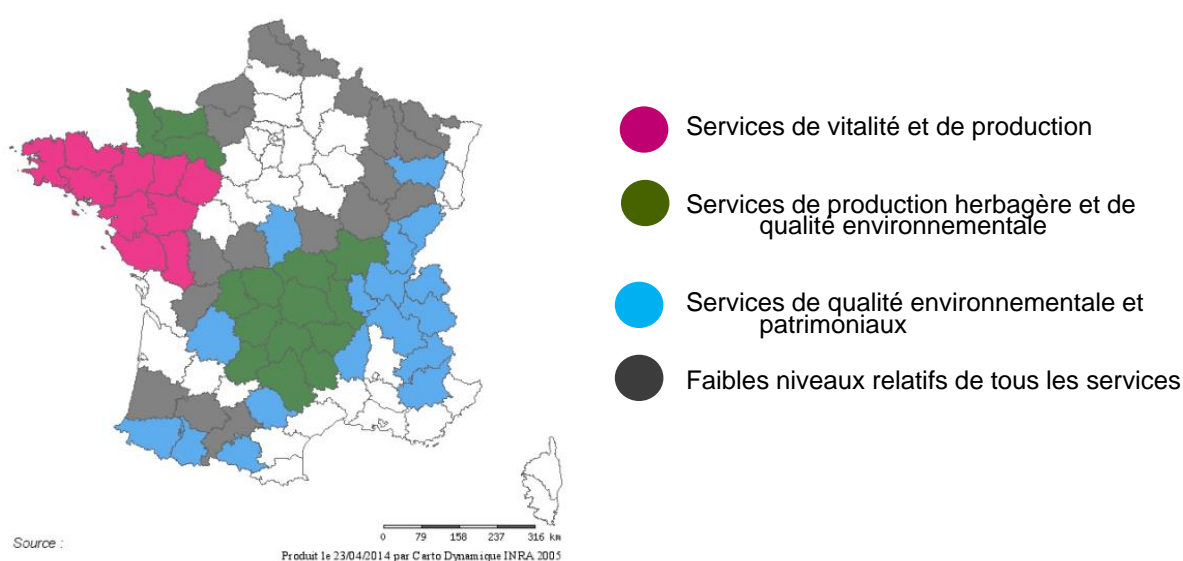 Services de vitalité et de production
Services de production herbagère et de
qualité environnementale
Services de qualité environnementale et
patrimoniaux
Faibles niveaux relatifs de tous les services
0 79 158 237 316 km
Source :
Produit le 23/04/2014 par Carto Dynamique INRA 2005